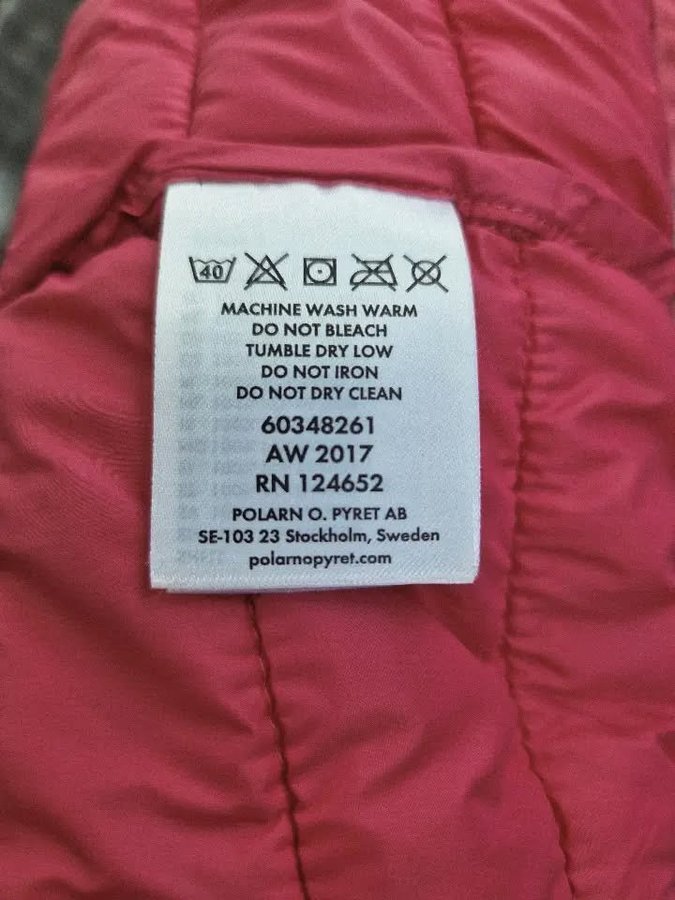 40
MACHINE WASH WARM
DO NOT BLEACH
TUMBLE DRY LOW
DO NOT IRON
DO NOT DRY CLEAN
60348261
AW 2017
RN 124652
POLARN O. PYRET AB
SE-103 23 Stockholm, Sweden
polarnopyret.com